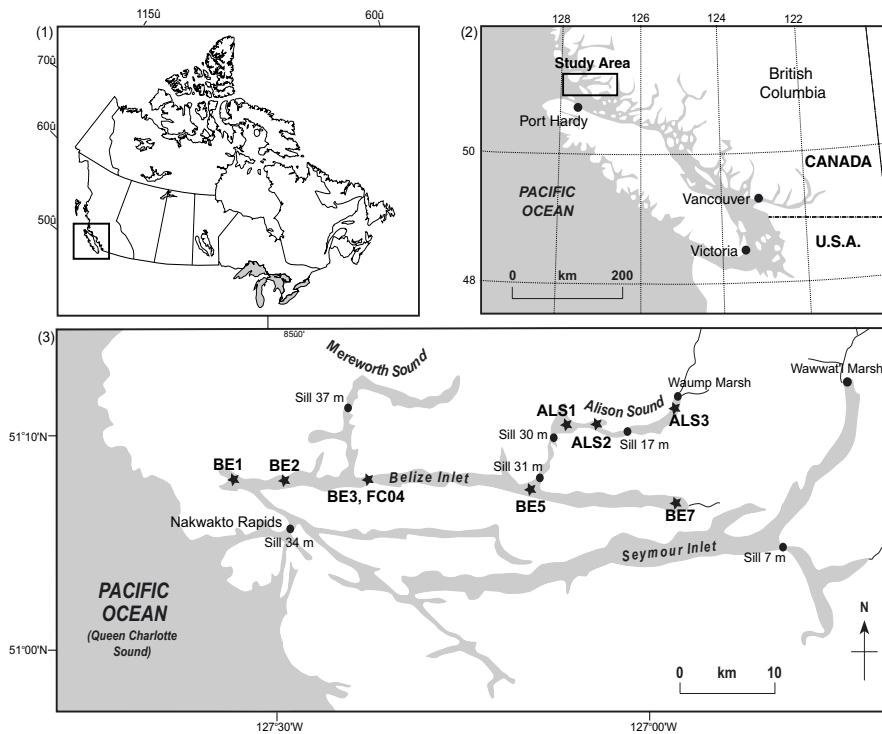 115û
60û
(1)
70û
60û
50û
85û0'
128
126
124
122
(2)
Study Area
British
Columbia
Port Hardy
50
CANADA
PACIFIC
OCEAN
Vancouver
U.S.A.
Victoria
0 km 200
48
(3)
Mereworth Sound
Wawwat'l Marsh
Sill 37 m
Waump Marsh
Alison Sound
ALS1
ALS3
51°10'N
Sill 30 m
ALS2
Sill 17 m
Sill 31 m
BE1
BE2
Belize Inlet
BE3, FC04
BE5
BE7
Nakwakto Rapids
Sill 34 m
Seymour Inlet
Sill 7 m
PACIFIC
OCEAN
(Queen Charlotte
Sound)
N
51°00'N
0 km 10
127°30'W
127°00'W